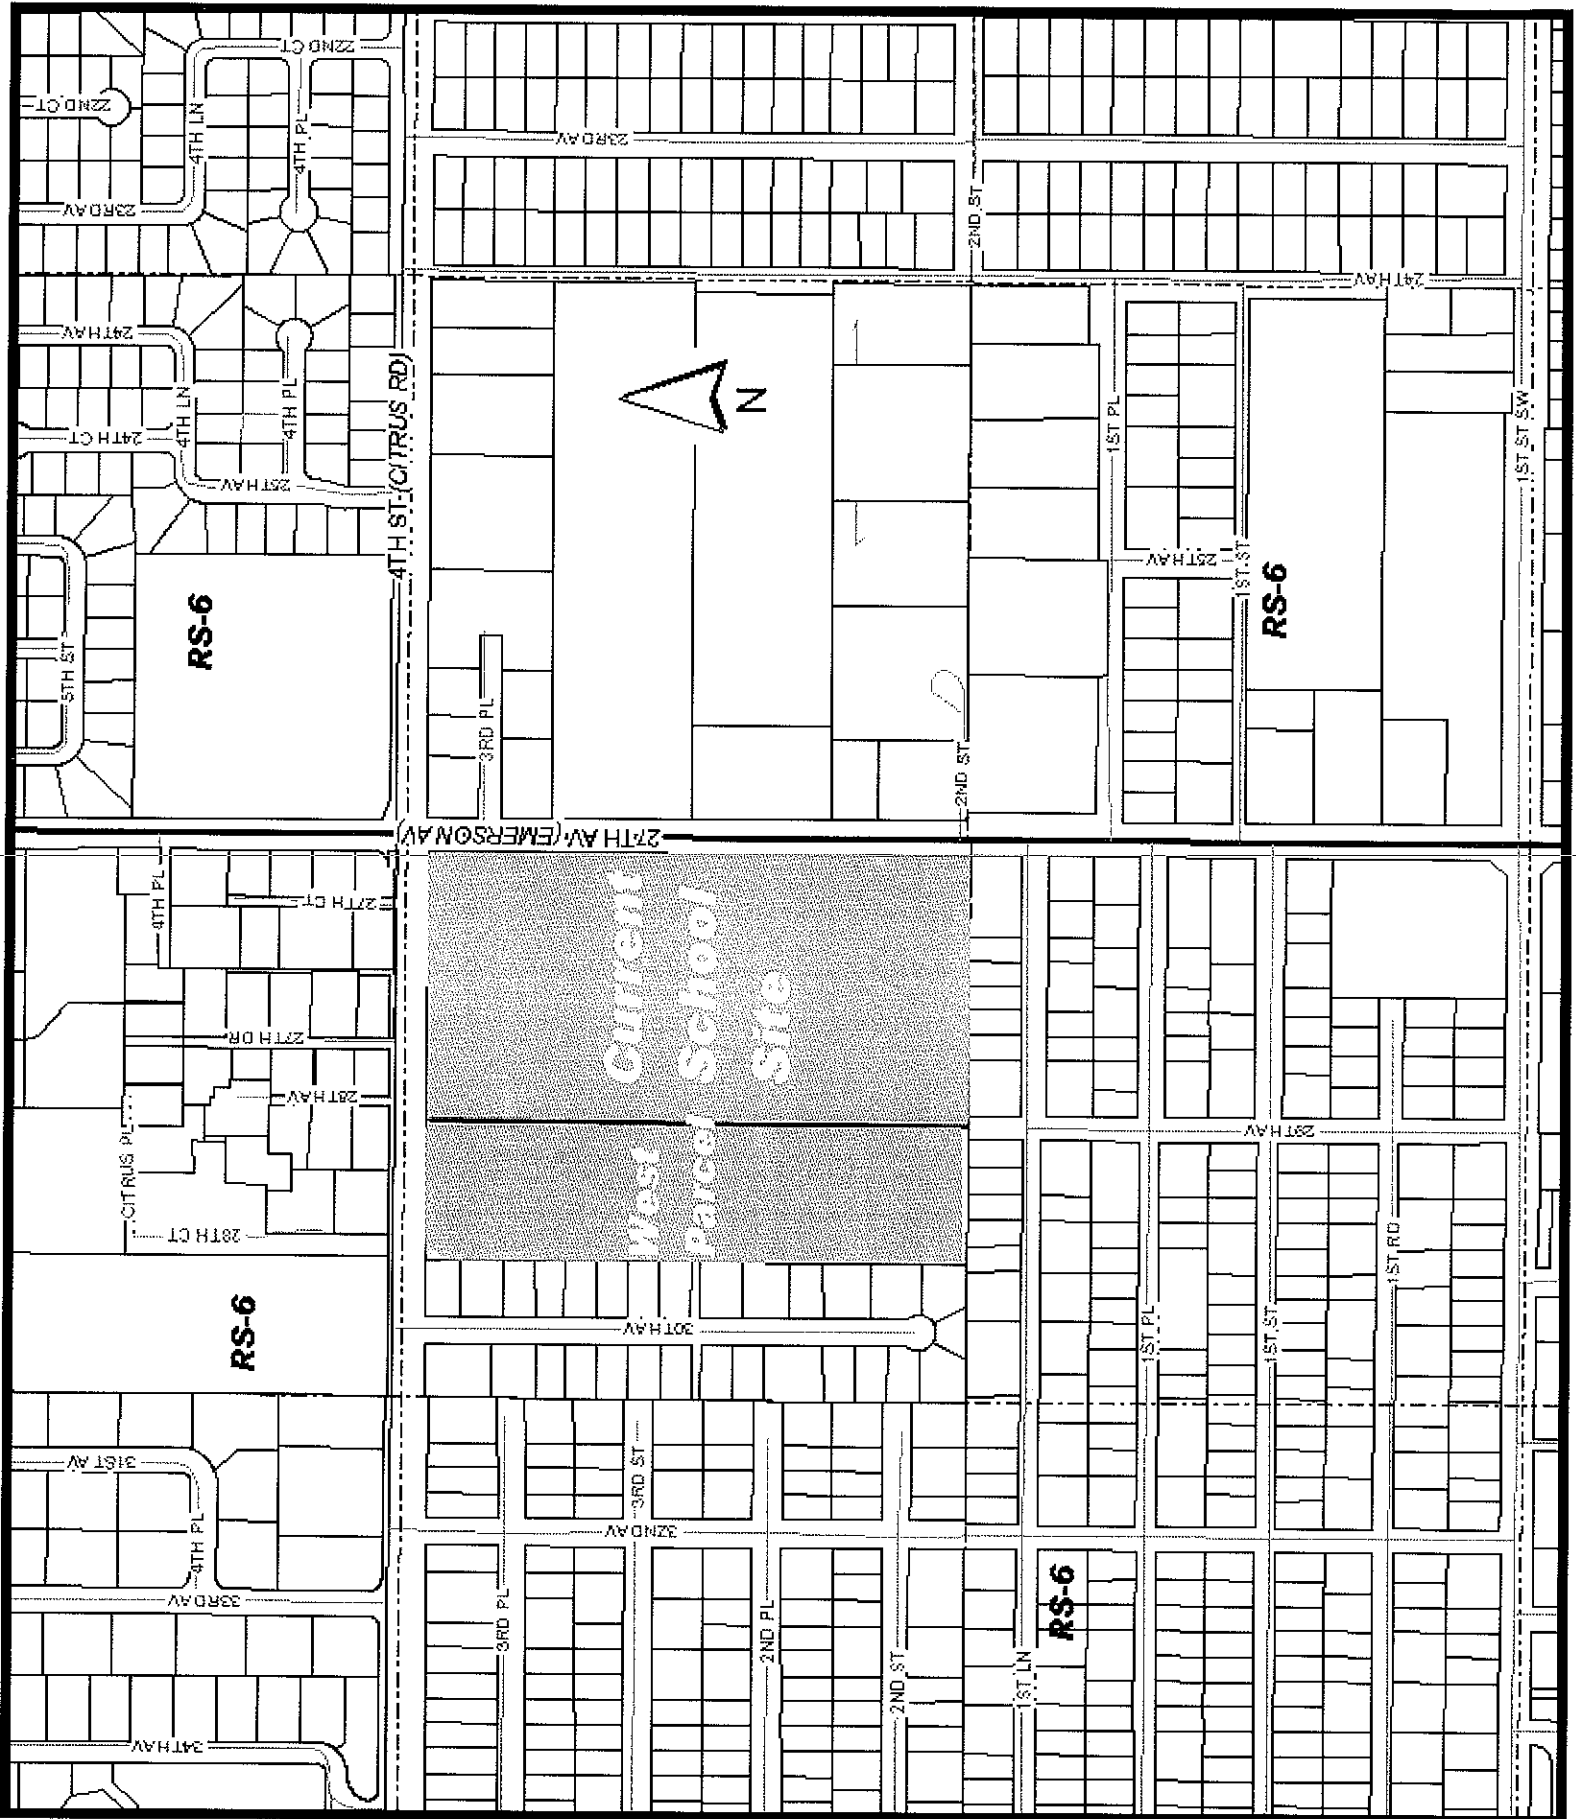 22ND CT
22ND CT
4TH LN
4TH PL
23RD AV
23RD AV
2ND ST
24TH AV
24TH AV
4TH LN
4TH PL
24TH CT
25TH AV
4TH ST (CITRUS RD)
N
1ST PL
1ST ST SW
25TH AV
1ST ST
RS-6
RS-6
5TH ST
3RD PL
2ND ST
27TH AV (EMERSON AV)
4TH PL
27TH CT
Current
School
Site
27TH DR
28TH AV
CITRUS PL
28TH CT
West
parcel
29TH AV
1ST RD
RS-6
30TH AV
1ST PL
1ST ST
31ST AV
4TH PL
3RD ST
32ND AV
33RD AV
3RD PL
2ND PL
2ND ST
1ST LN
RS-6
34TH AV